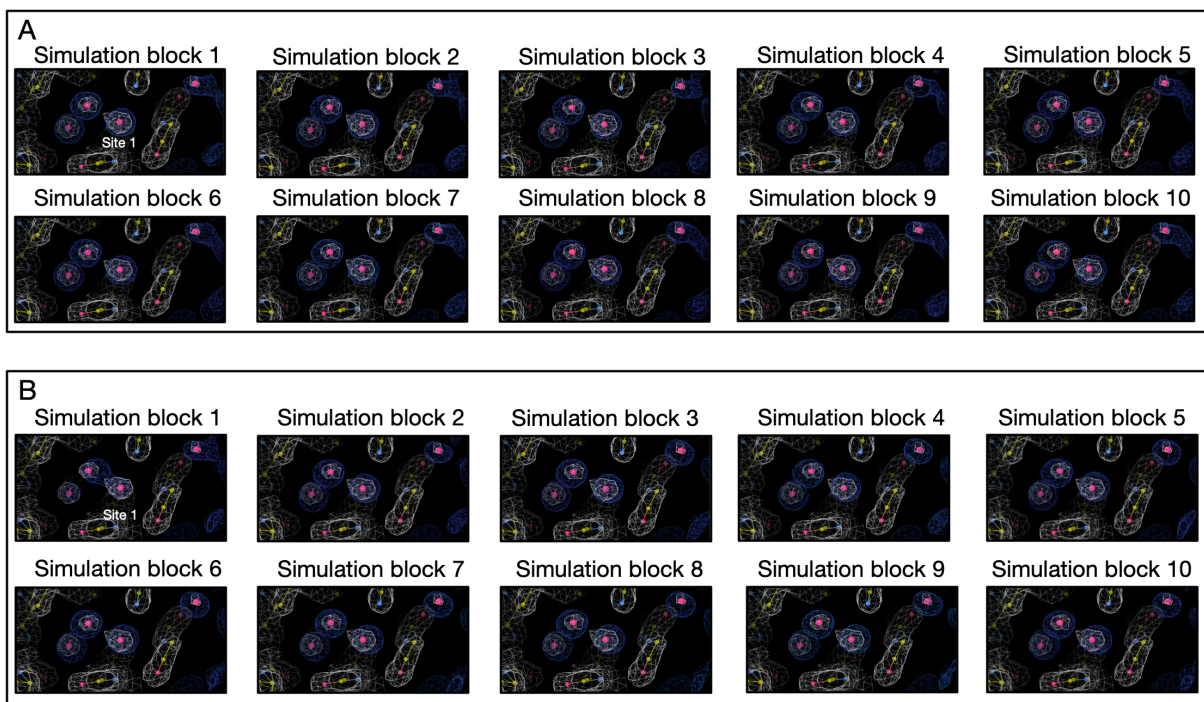 A
Simulation block 1
Simulation block 2
Simulation block 3
Simulation block 4
Simulation block 5
Site 1
Simulation block 6
Simulation block 7
Simulation block 8
Simulation block 9
Simulation block 10
B
Simulation block 1
Simulation block 2
Simulation block 3
Simulation block 4
Simulation block 5
Site 1
Simulation block 6
Simulation block 7
Simulation block 8
Simulation block 9
Simulation block 10